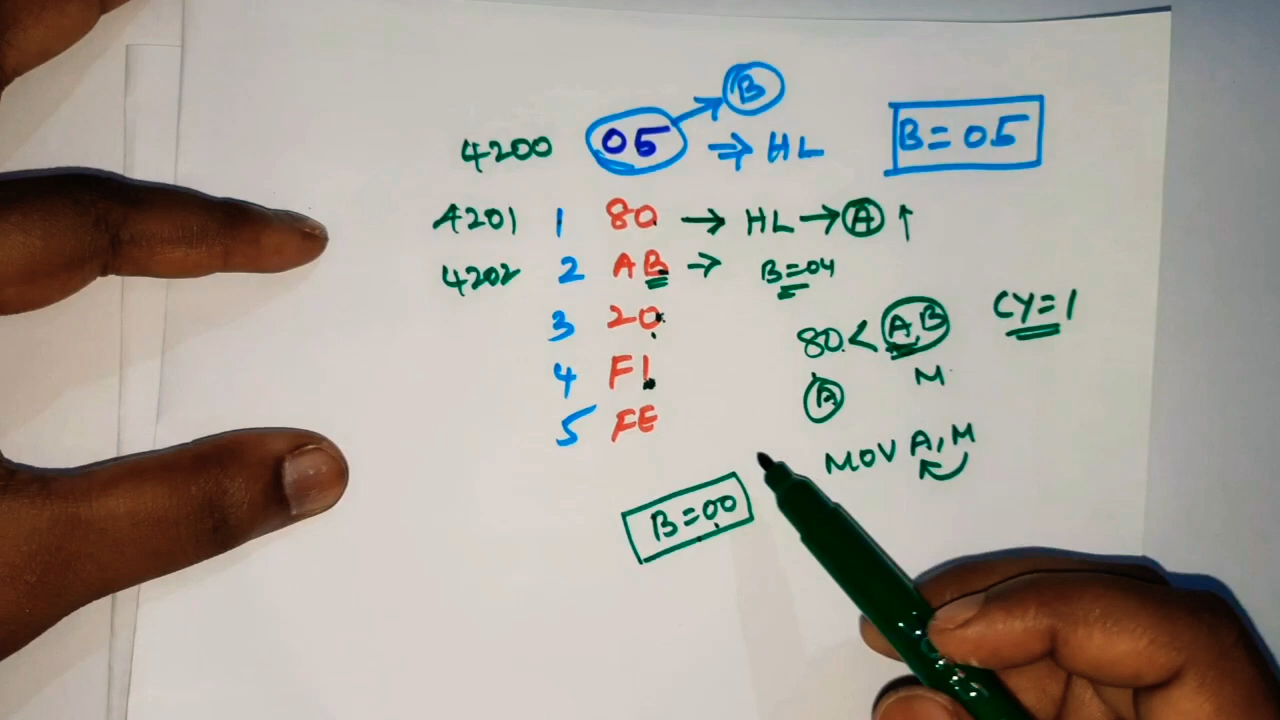 B
4200 05 → HL B = 05
4201 1 80 → HL → A ↑
4202 2 AB → B=04
3 20 80 < AB CY=1
4 F1 M
A
5 FE MOV A, M
B=00